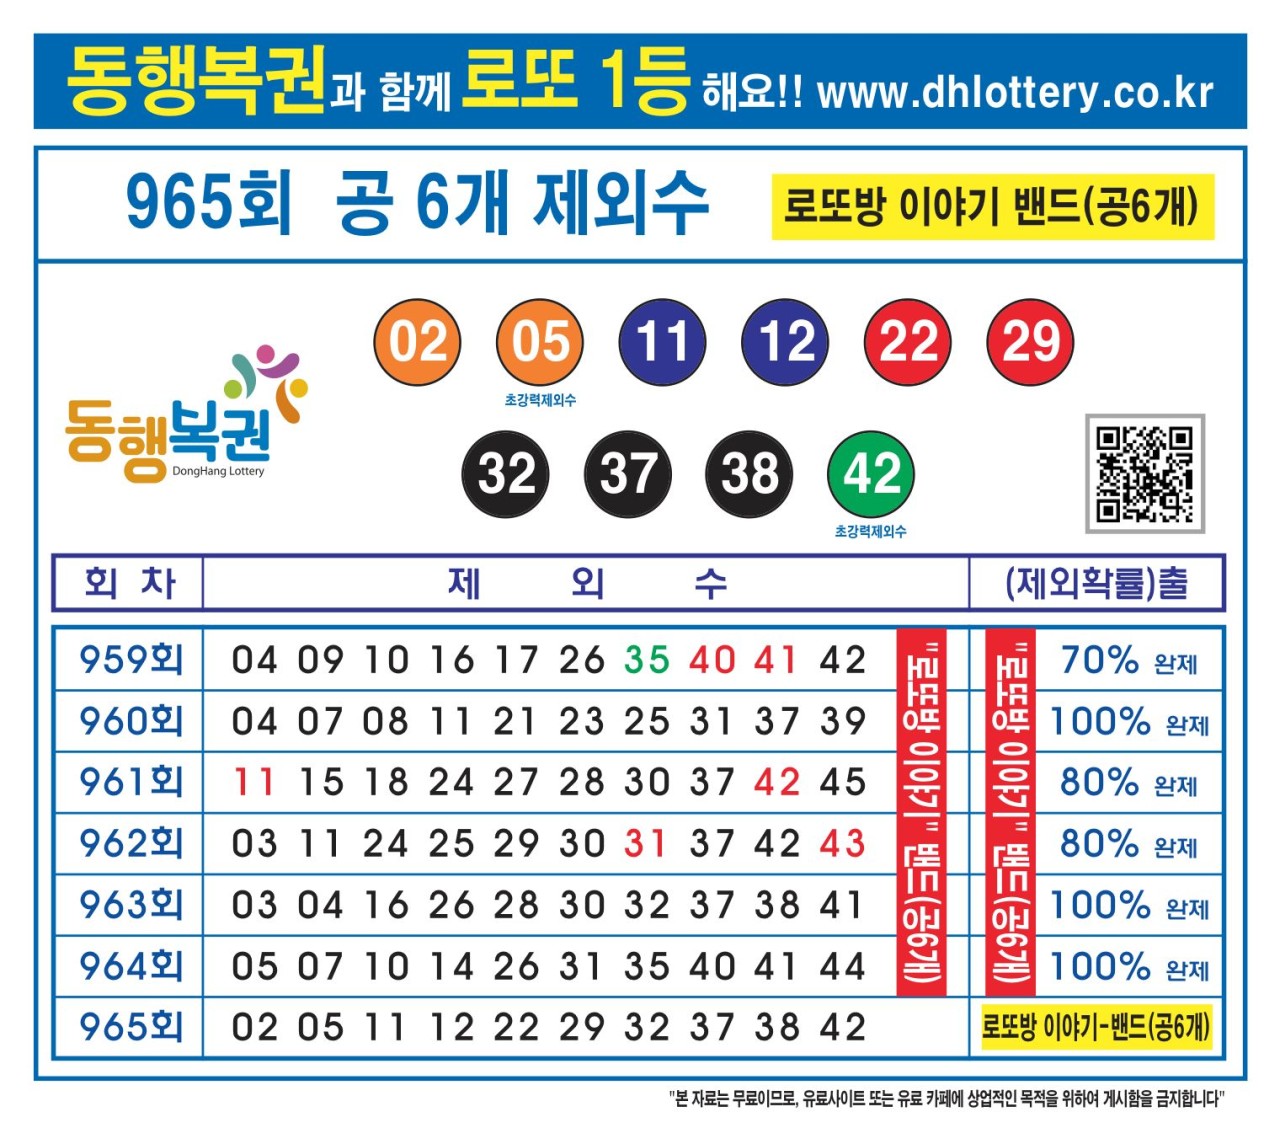 동행복권과 함께 로또 1등 해요!! www.dhlottery.co.kr
965회 공 6개 제외수 로또방 이야기 밴드(공6개)
02 05 11 12 22 29
초강력제외수
동행복권
DongHang Lottery
32 37 38 42
초강력제외수
회 차 제 외 수 (제외확률)출
959회 04 09 10 16 17 26 35 40 41 42 70% 완제
960회 04 07 08 11 21 23 25 31 37 39 100% 완제
961회 11 15 18 24 27 28 30 37 42 45 80% 완제
962회 03 11 24 25 29 30 31 37 42 43 80% 완제
963회 03 04 16 26 28 30 32 37 38 41 100% 완제
964회 05 07 10 14 26 31 35 40 41 44 100% 완제
"로또방 이야기" 밴드(공6개)
"로또방 이야기" 밴드(공6개)
965회 02 05 11 12 22 29 32 37 38 42 로또방 이야기-밴드(공6개)
"본 자료는 무료이므로, 유료사이트 또는 유료 카페에 상업적인 목적을 위하여 게시함을 금지합니다"